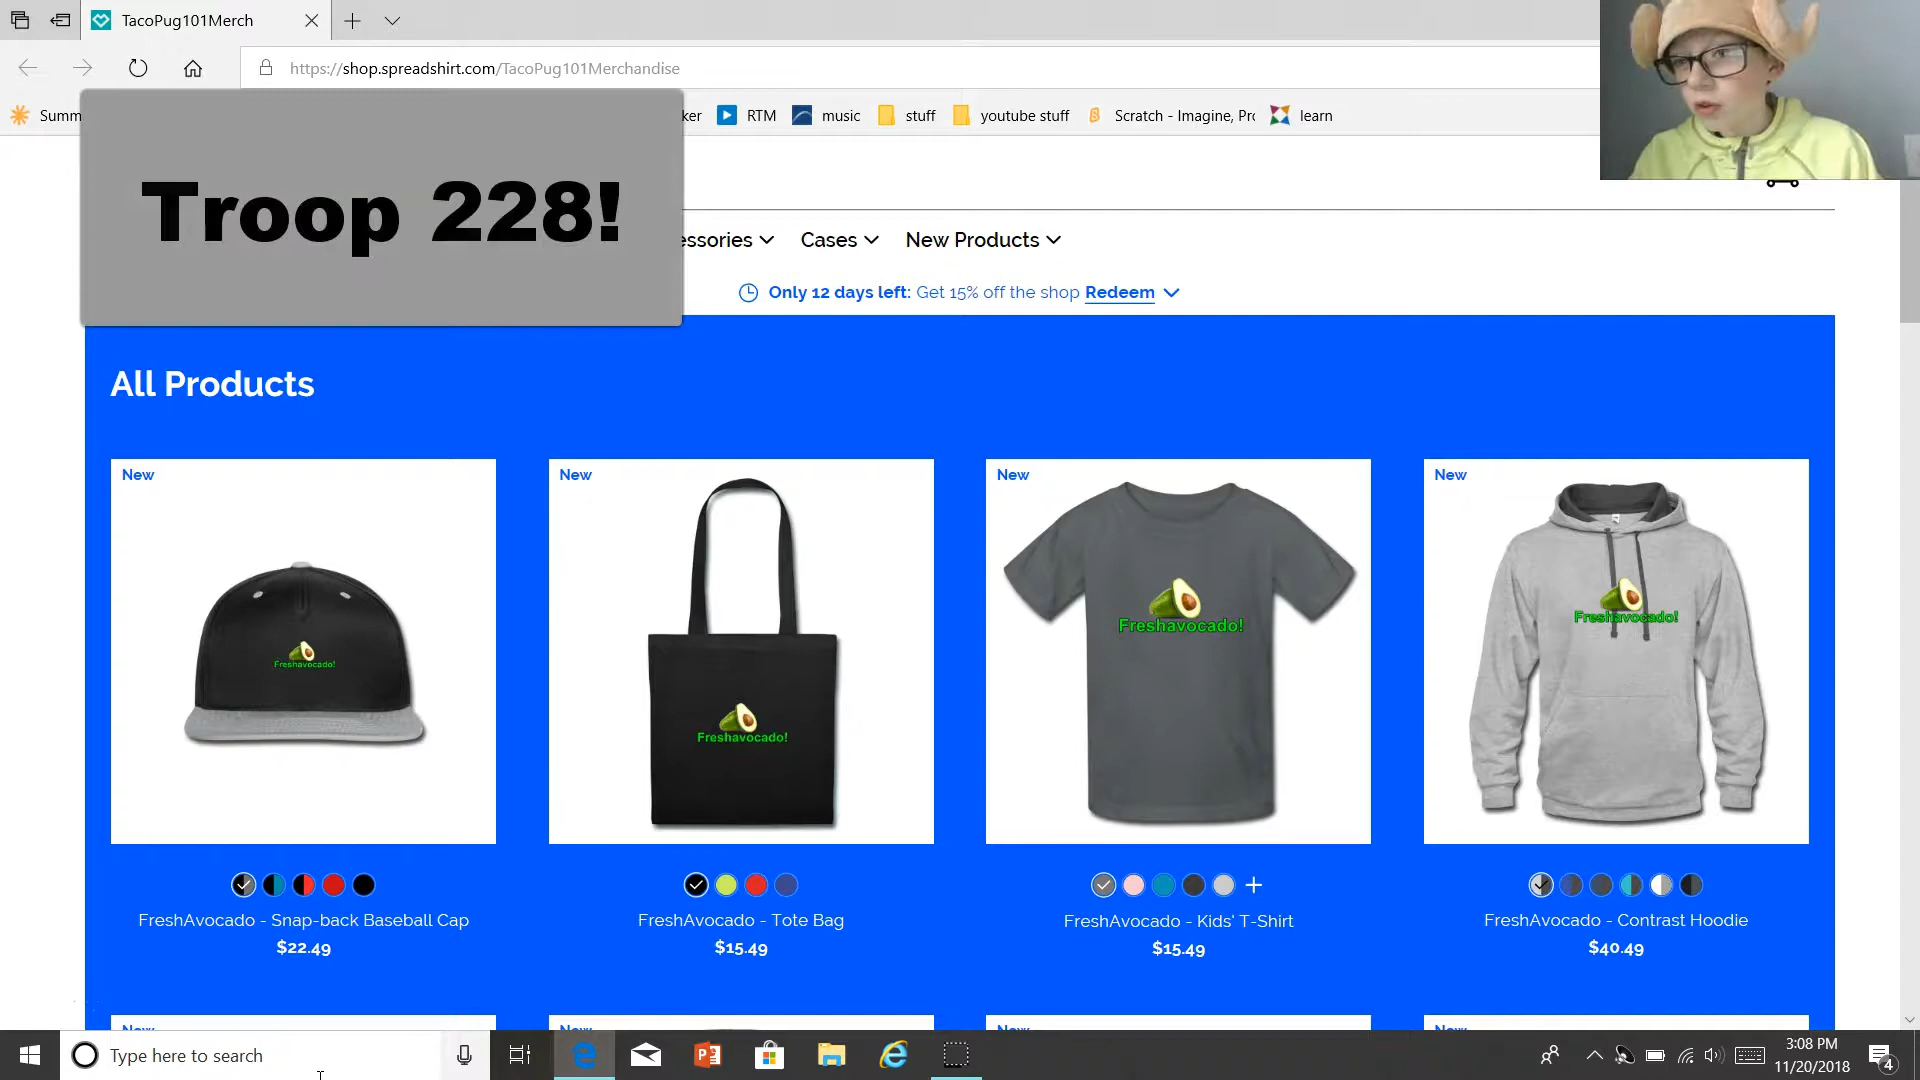 TacoPug101Merch
https://shop.spreadshirt.com/TacoPug101Merchandise
Summ
ker
RTM
music
stuff
youtube stuff
Scratch - Imagine, Pro
learn
Troop 228!
essories
Cases
New Products
Only 12 days left: Get 15% off the shop Redeem
All Products
New
New
New
New
Freshavocado!
Freshavocado!
Freshavocado!
Freshavocado!
FreshAvocado - Snap-back Baseball Cap
$22.49
FreshAvocado - Tote Bag
$15.49
FreshAvocado - Kids' T-Shirt
$15.49
FreshAvocado - Contrast Hoodie
$40.49
New
New
New
New
Type here to search
3:08 PM
11/20/2018
4